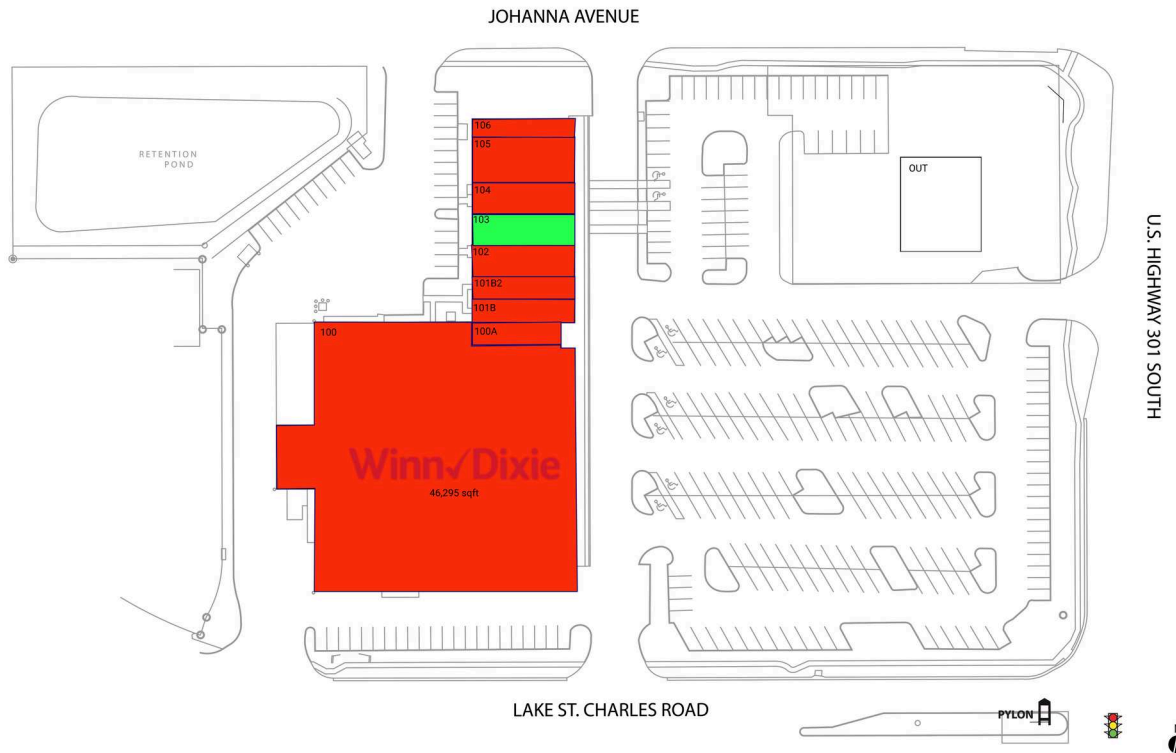 JOHANNA AVENUE
RETENTION
POND
106
105
104
103
102
101B2
101B
100A
100
OUT
U.S. HIGHWAY 301 SOUTH
Winn Dixie
46,295 sqft
LAKE ST. CHARLES ROAD
PYLON